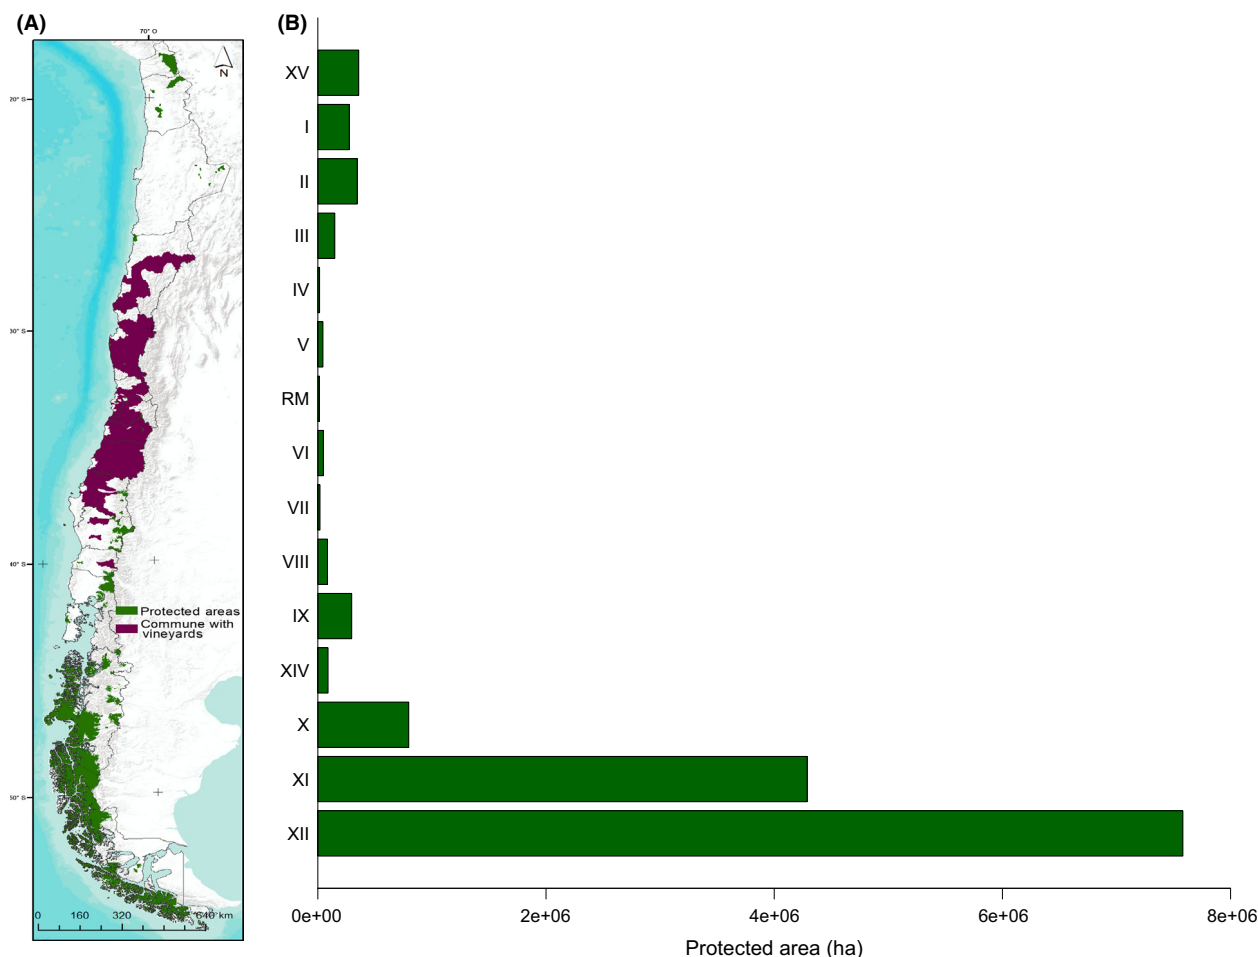 (A)
(B)
70° O
N
20° S
30° S
40° S
50° S
Protected areas
Commune with
vineyards
0 160 320 640 km
XV
I
II
III
IV
V
RM
VI
VII
VIII
IX
XIV
X
XI
XII
0e+00 2e+06 4e+06 6e+06 8e+06
Protected area (ha)